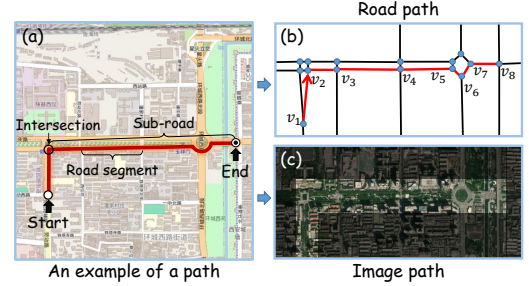 Road path
(a)
(b)
Intersection
Sub-road
Road segment
Start
End
v1
v2
v3
v4
v5
v6
v7
v8
(c)
An example of a path
Image path